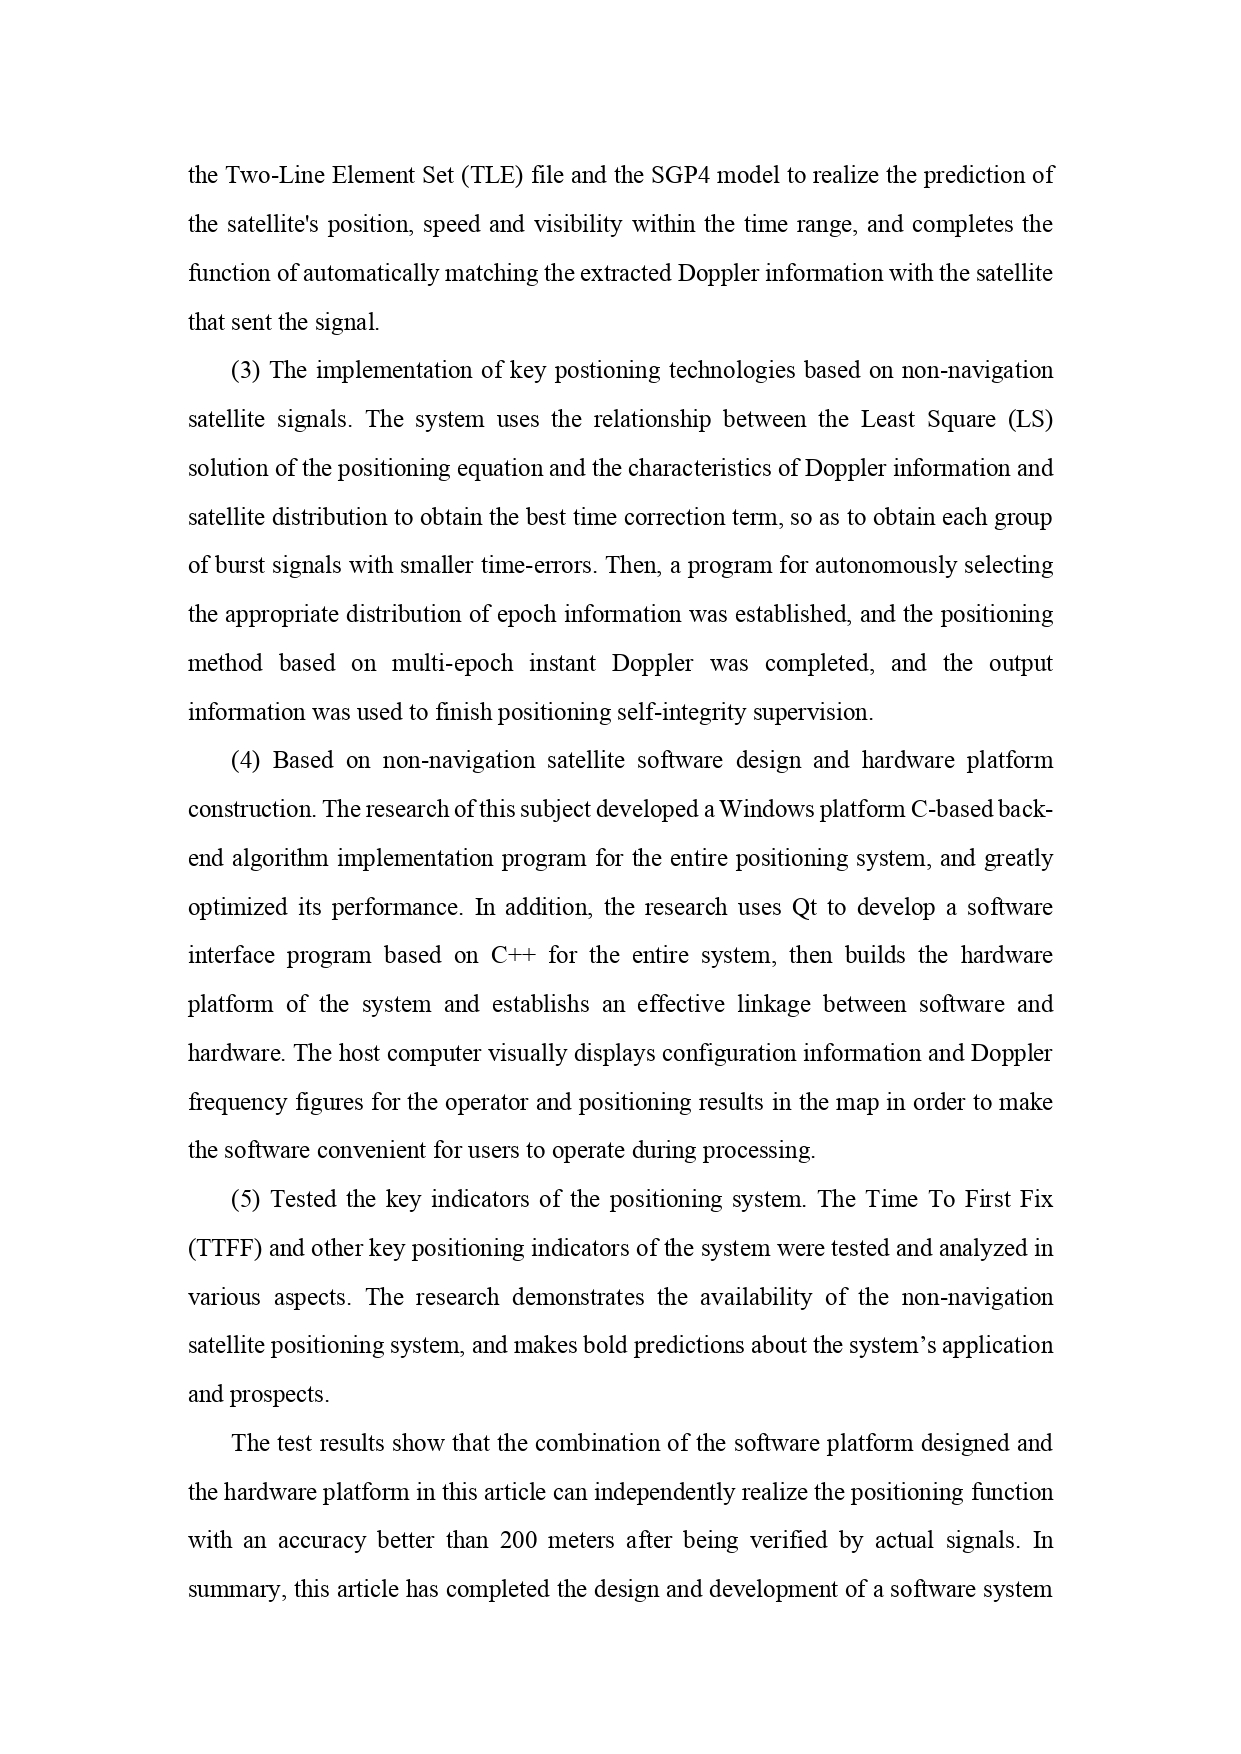 the Two-Line Element Set (TLE) file and the SGP4 model to realize the prediction of
the satellite's position, speed and visibility within the time range, and completes the
function of automatically matching the extracted Doppler information with the satellite
that sent the signal.
(3) The implementation of key postioning technologies based on non-navigation
satellite signals. The system uses the relationship between the Least Square (LS)
solution of the positioning equation and the characteristics of Doppler information and
satellite distribution to obtain the best time correction term, so as to obtain each group
of burst signals with smaller time-errors. Then, a program for autonomously selecting
the appropriate distribution of epoch information was established, and the positioning
method based on multi-epoch instant Doppler was completed, and the output
information was used to finish positioning self-integrity supervision.
(4) Based on non-navigation satellite software design and hardware platform
construction. The research of this subject developed a Windows platform C-based back-
end algorithm implementation program for the entire positioning system, and greatly
optimized its performance. In addition, the research uses Qt to develop a software
interface program based on C++ for the entire system, then builds the hardware
platform of the system and establishs an effective linkage between software and
hardware. The host computer visually displays configuration information and Doppler
frequency figures for the operator and positioning results in the map in order to make
the software convenient for users to operate during processing.
(5) Tested the key indicators of the positioning system. The Time To First Fix
(TTFF) and other key positioning indicators of the system were tested and analyzed in
various aspects. The research demonstrates the availability of the non-navigation
satellite positioning system, and makes bold predictions about the system’s application
and prospects.
The test results show that the combination of the software platform designed and
the hardware platform in this article can independently realize the positioning function
with an accuracy better than 200 meters after being verified by actual signals. In
summary, this article has completed the design and development of a software system